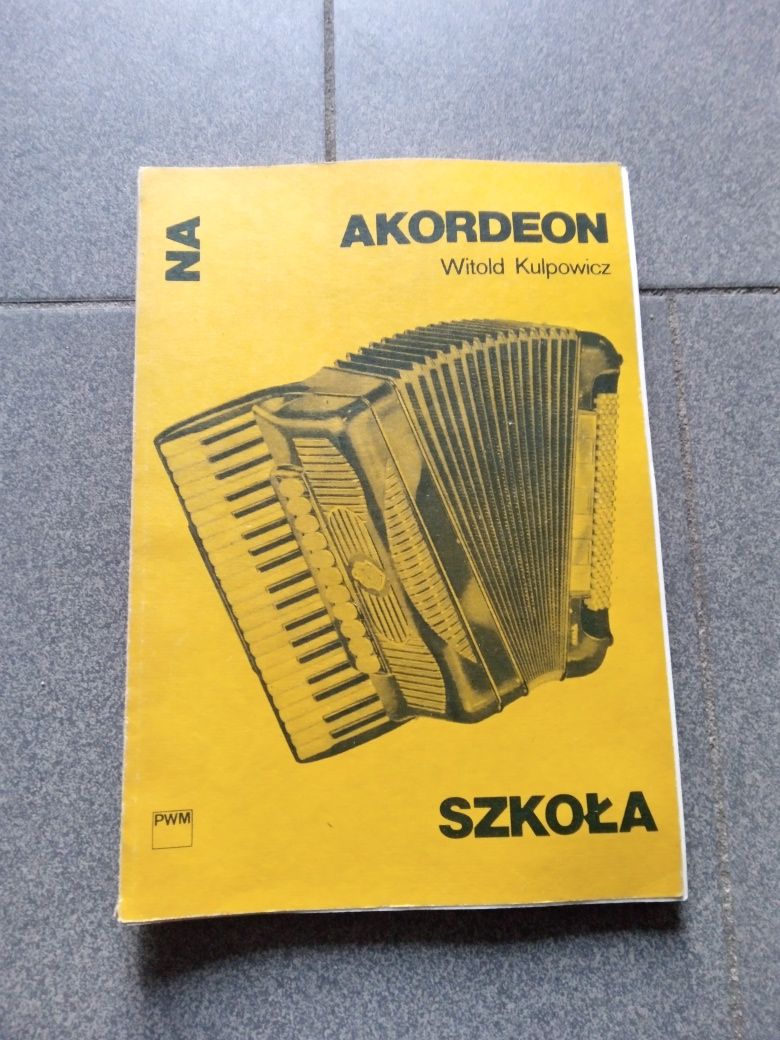 NA
AKORDEON
Witold Kulpowicz
SZKOŁA
PWM